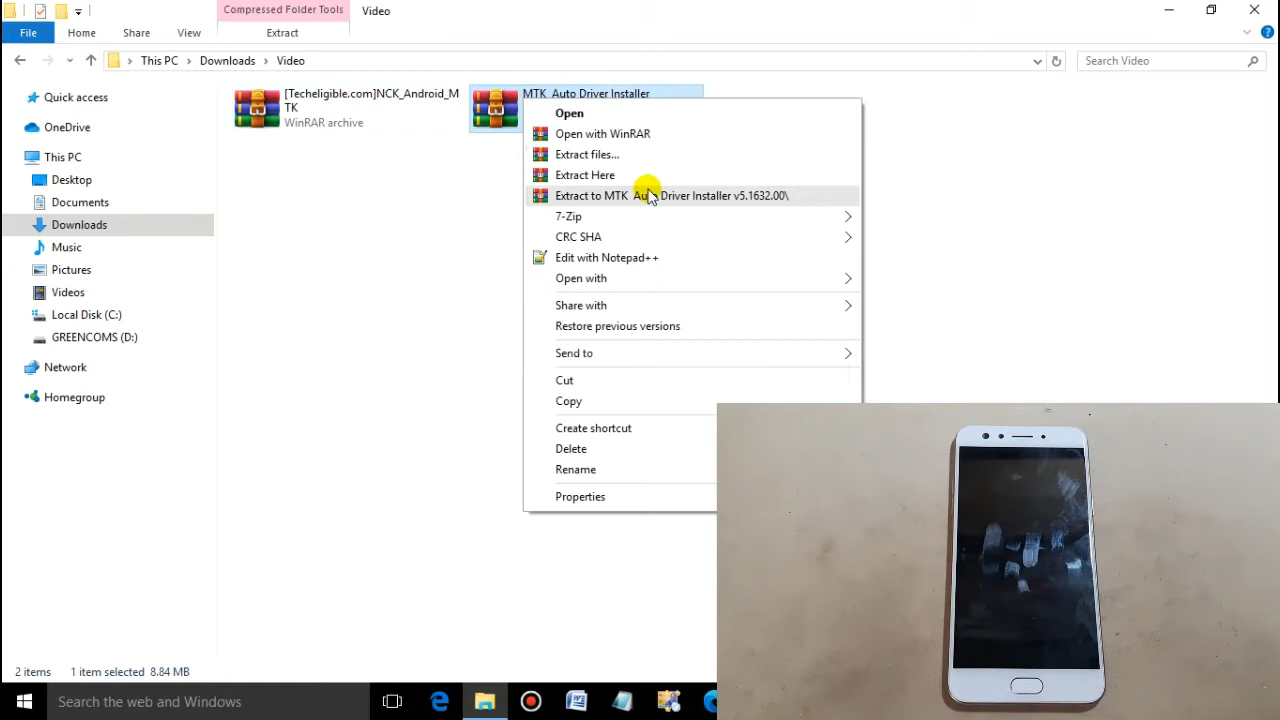 Compressed Folder Tools
Video
File
Home
Share
View
Extract
This PC
Downloads
Video
Search Video
Quick access
OneDrive
This PC
Desktop
Documents
Downloads
Music
Pictures
Videos
Local Disk (C:)
GREENCOMS (D:)
Network
Homegroup
[Techeligible.com]NCK_Android_M
TK
WinRAR archive
MTK Auto Driver Installer
Open
Open with WinRAR
Extract files...
Extract Here
Extract to MTK Auto Driver Installer v5.1632.00\
7-Zip
CRC SHA
Edit with Notepad++
Open with
Share with
Restore previous versions
Send to
Cut
Copy
Create shortcut
Delete
Rename
Properties
2 items
1 item selected 8.84 MB
Search the web and Windows